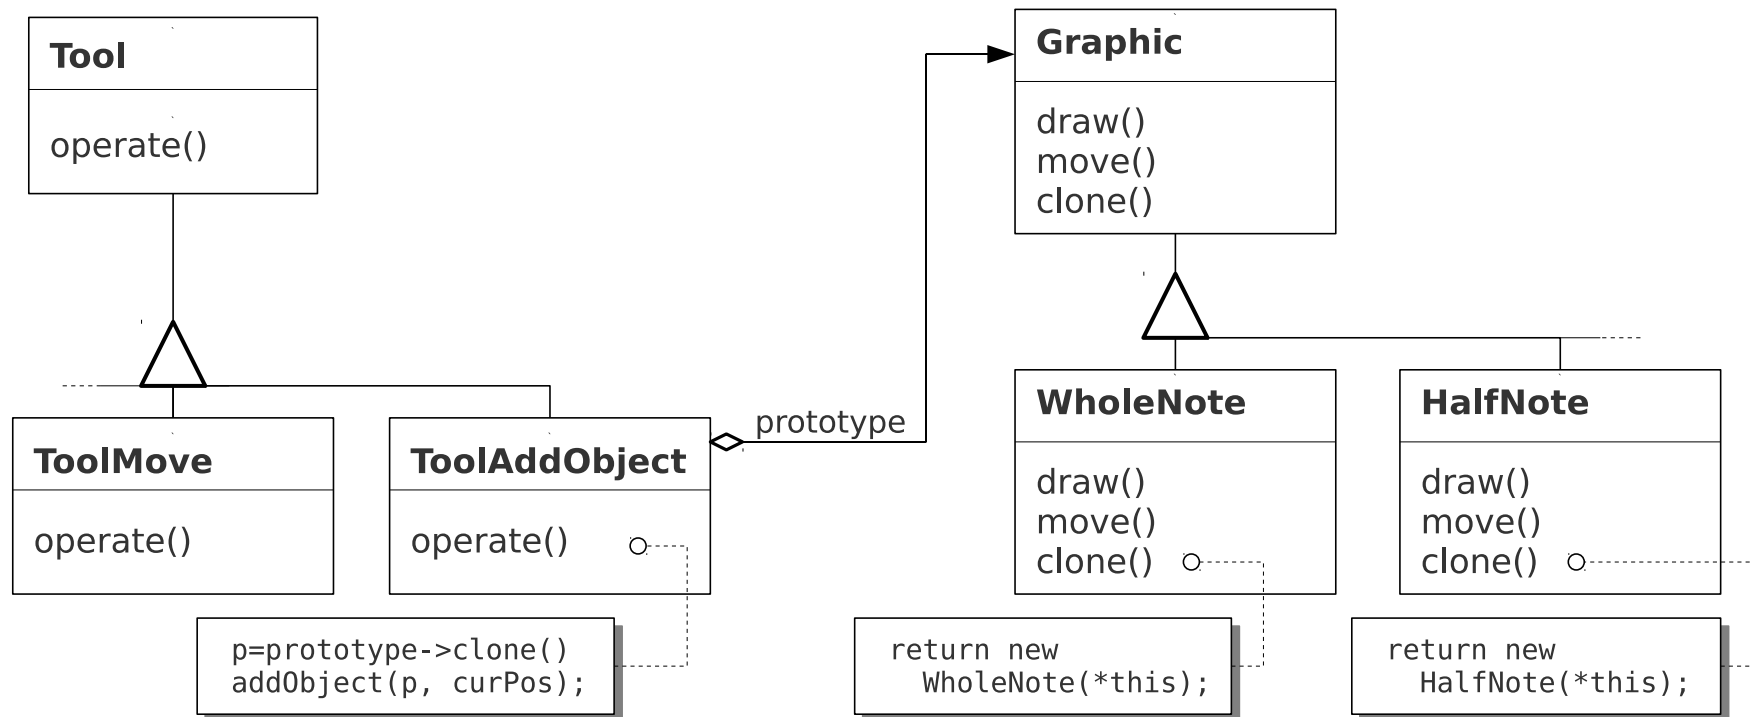 Tool
operate()
Graphic
draw()
move()
clone()
prototype
ToolMove
operate()
ToolAddObject
operate()
WholeNote
draw()
move()
clone()
HalfNote
draw()
move()
clone()
p=prototype->clone()
addObject(p, curPos);
return new
WholeNote(*this);
return new
HalfNote(*this);